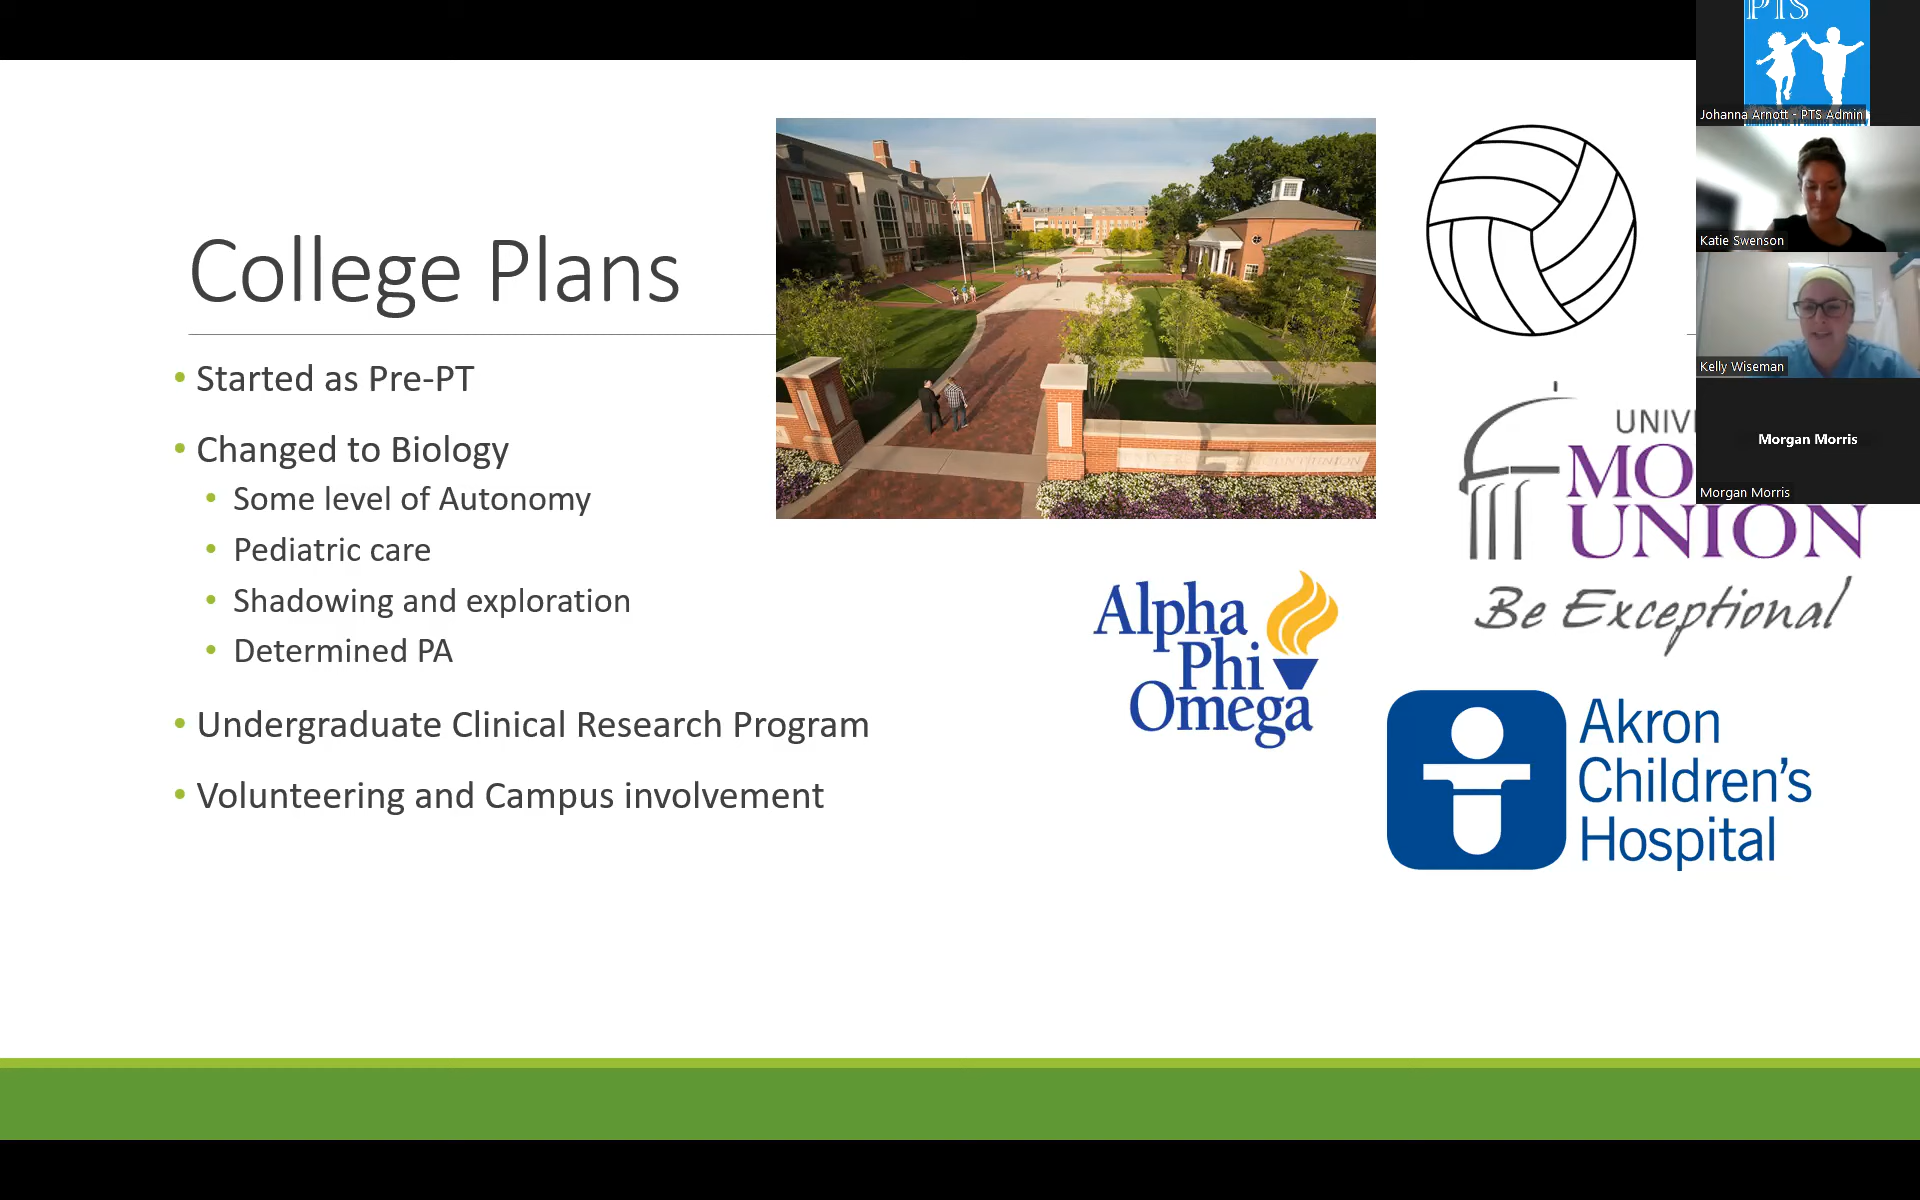 College Plans
• Started as Pre-PT
• Changed to Biology
• Some level of Autonomy
• Pediatric care
• Shadowing and exploration
• Determined PA
• Undergraduate Clinical Research Program
• Volunteering and Campus involvement
Alpha
Phi
Omega
UNIV
MO
UNION
Be Exceptional
Akron
Children's
Hospital
PTS
Johanna Arnott - PTS Admin
Katie Swenson
Kelly Wiseman
Morgan Morris
Morgan Morris